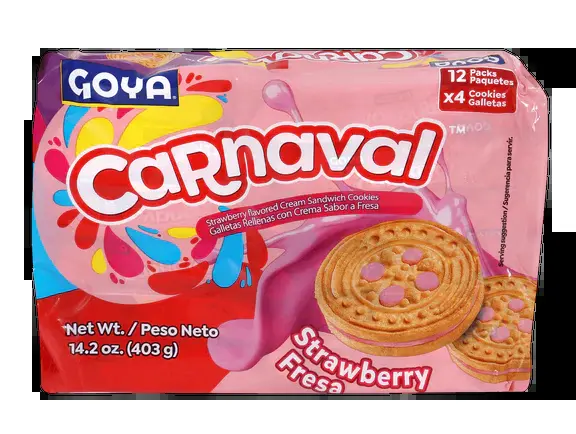 GOYA
12 Packs
Paquetes
x4 Cookies
Galletas
Carnaval
Strawberry flavored Cream Sandwich Cookies
Galletas Rellenas con Crema Sabor a Fresa
Serving suggestion / Sugerencia para servir.
Net Wt. / Peso Neto
14.2 oz. (403 g)
Strawberry
Fresa